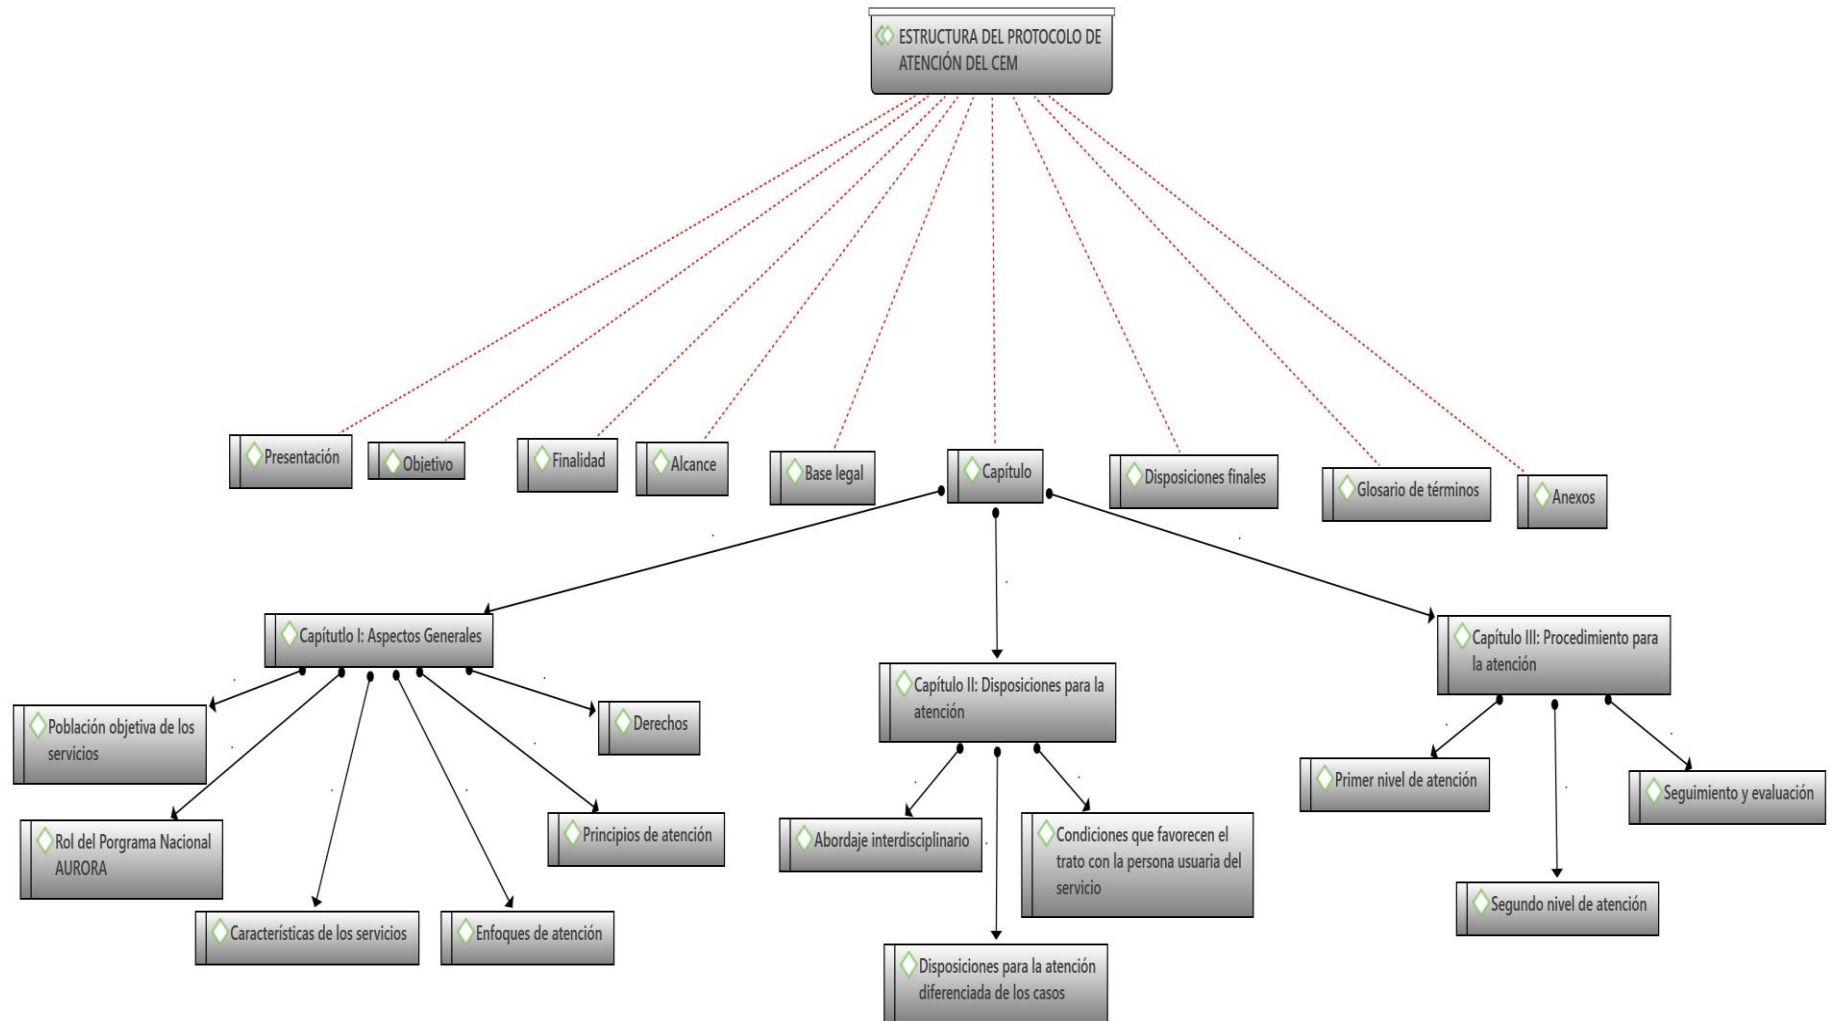 ESTRUCTURA DEL PROTOCOLO DE
ATENCIÓN DEL CEM
Presentación
Objetivo
Finalidad
Alcance
Base legal
Capítulo
Disposiciones finales
Glosario de términos
Anexos
Capítutlo I: Aspectos Generales
Capítulo II: Disposiciones para la
atención
Capítulo III: Procedimiento para
la atención
Población objetiva de los
servicios
Rol del Porgrama Nacional
AURORA
Características de los servicios
Enfoques de atención
Principios de atención
Derechos
Abordaje interdisciplinario
Disposiciones para la atención
diferenciada de los casos
Condiciones que favorecen el
trato con la persona usuaria del
servicio
Primer nivel de atención
Segundo nivel de atención
Seguimiento y evaluación